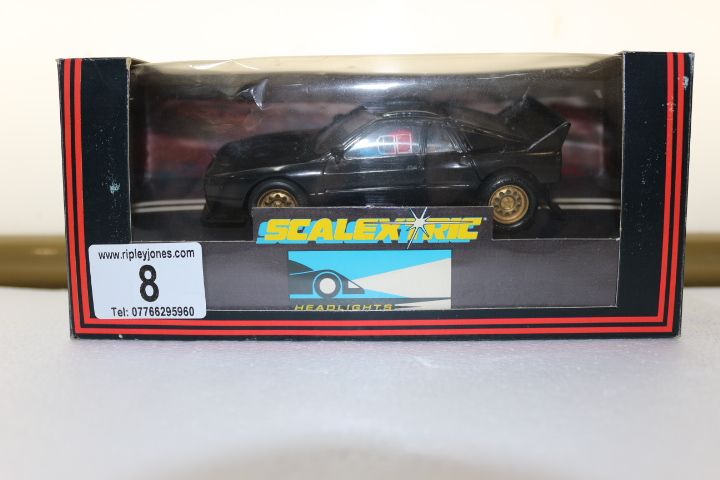 SCALEXTRIC
www.ripleyjones.com
8
Tel: 07766295960
HEADLIGHTS